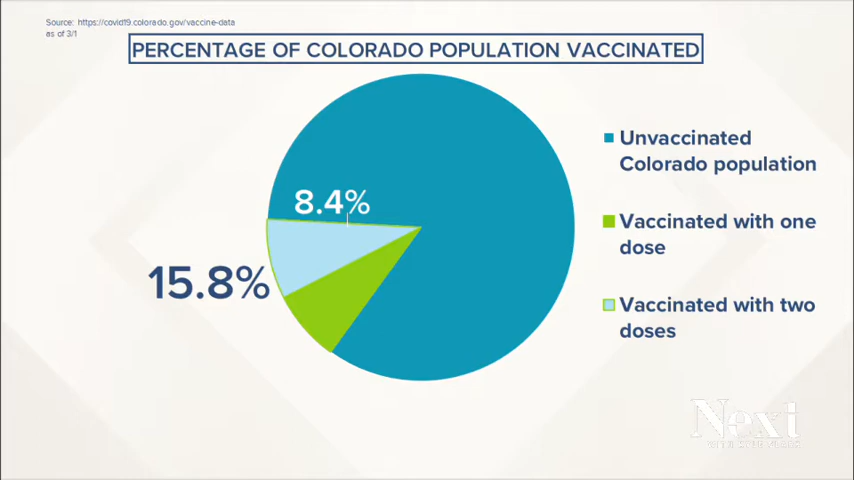 Source: https://covid19.colorado.gov/vaccine-data
as of 3/1
PERCENTAGE OF COLORADO POPULATION VACCINATED
Unvaccinated
Colorado population
8.4%
Vaccinated with one
dose
15.8%
Vaccinated with two
doses
Next